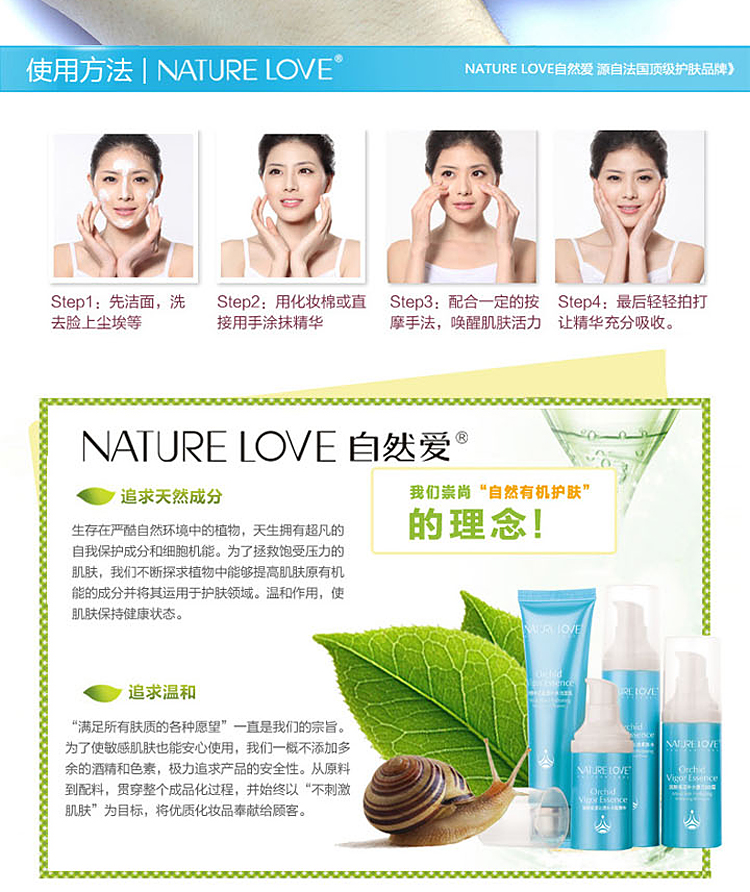 使用方法 | NATURE LOVE®
NATURE LOVE自然爱 源自法国顶级护肤品牌》
Step1：先洁面，洗
去脸上尘埃等
Step2：用化妆棉或直
接用手涂抹精华
Step3：配合一定的按
摩手法，唤醒肌肤活力
Step4：最后轻轻拍打
让精华充分吸收。
NATURE LOVE 自然爱®
追求天然成分
生存在严酷自然环境中的植物，天生拥有超凡的
自我保护成分和细胞机能。为了拯救饱受压力的
肌肤，我们不断探求植物中能够提高肌肤原有机
能的成分并将其运用于护肤领域。温和作用，使
肌肤保持健康状态。
我们崇尚“自然有机护肤”
的理念！
追求温和
“满足所有肤质的各种愿望”一直是我们的宗旨。
为了使敏感肌肤也能安心使用，我们一概不添加多
余的酒精和色素，极力追求产品的安全性。从原料
到配料，贯穿整个成品化过程，并始终以“不刺激
肌肤”为目标，将优质化妆品奉献给顾客。
NATURE LOVE
Orchid
Vigor Essence
NATURE LOVE
Orchid
Vigor Essence
NATURE LOVE
Orchid
Vigor Essence
NATURE LOVE
Orchid
Vigor Essence